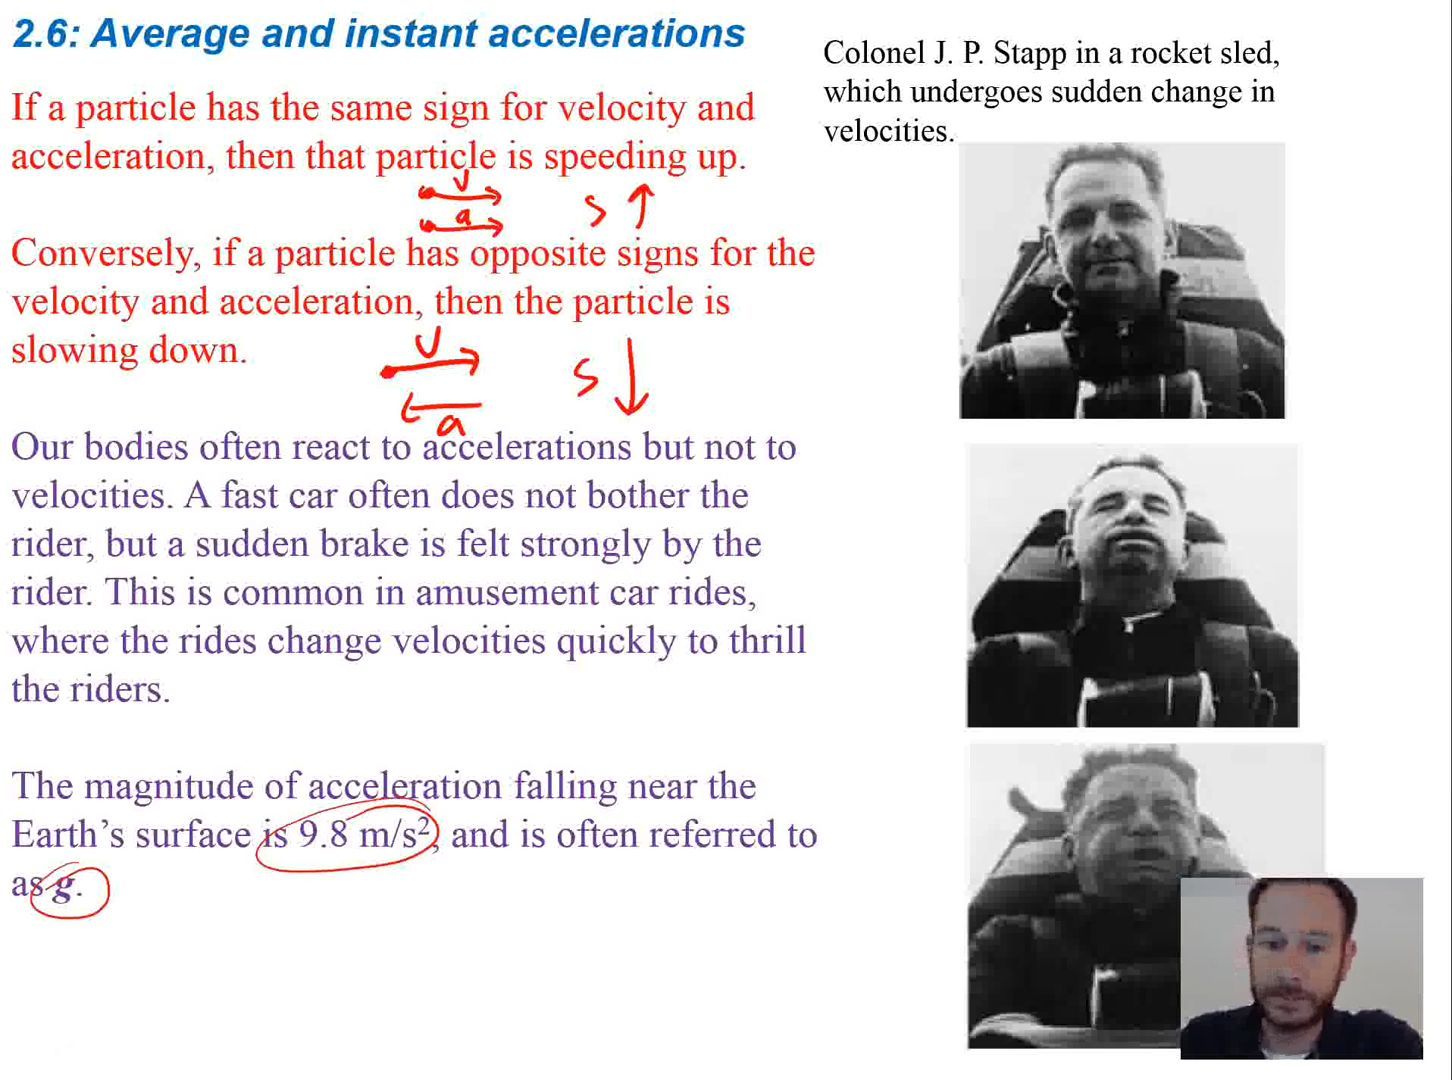 2.6: Average and instant accelerations
If a particle has the same sign for velocity and
acceleration, then that particle is speeding up.
v
a
S
Conversely, if a particle has opposite signs for the
velocity and acceleration, then the particle is
slowing down.
v
a
S
Our bodies often react to accelerations but not to
velocities. A fast car often does not bother the
rider, but a sudden brake is felt strongly by the
rider. This is common in amusement car rides,
where the rides change velocities quickly to thrill
the riders.
The magnitude of acceleration falling near the
Earth’s surface is 9.8 m/s², and is often referred to
as g.
Colonel J. P. Stapp in a rocket sled,
which undergoes sudden change in
velocities.